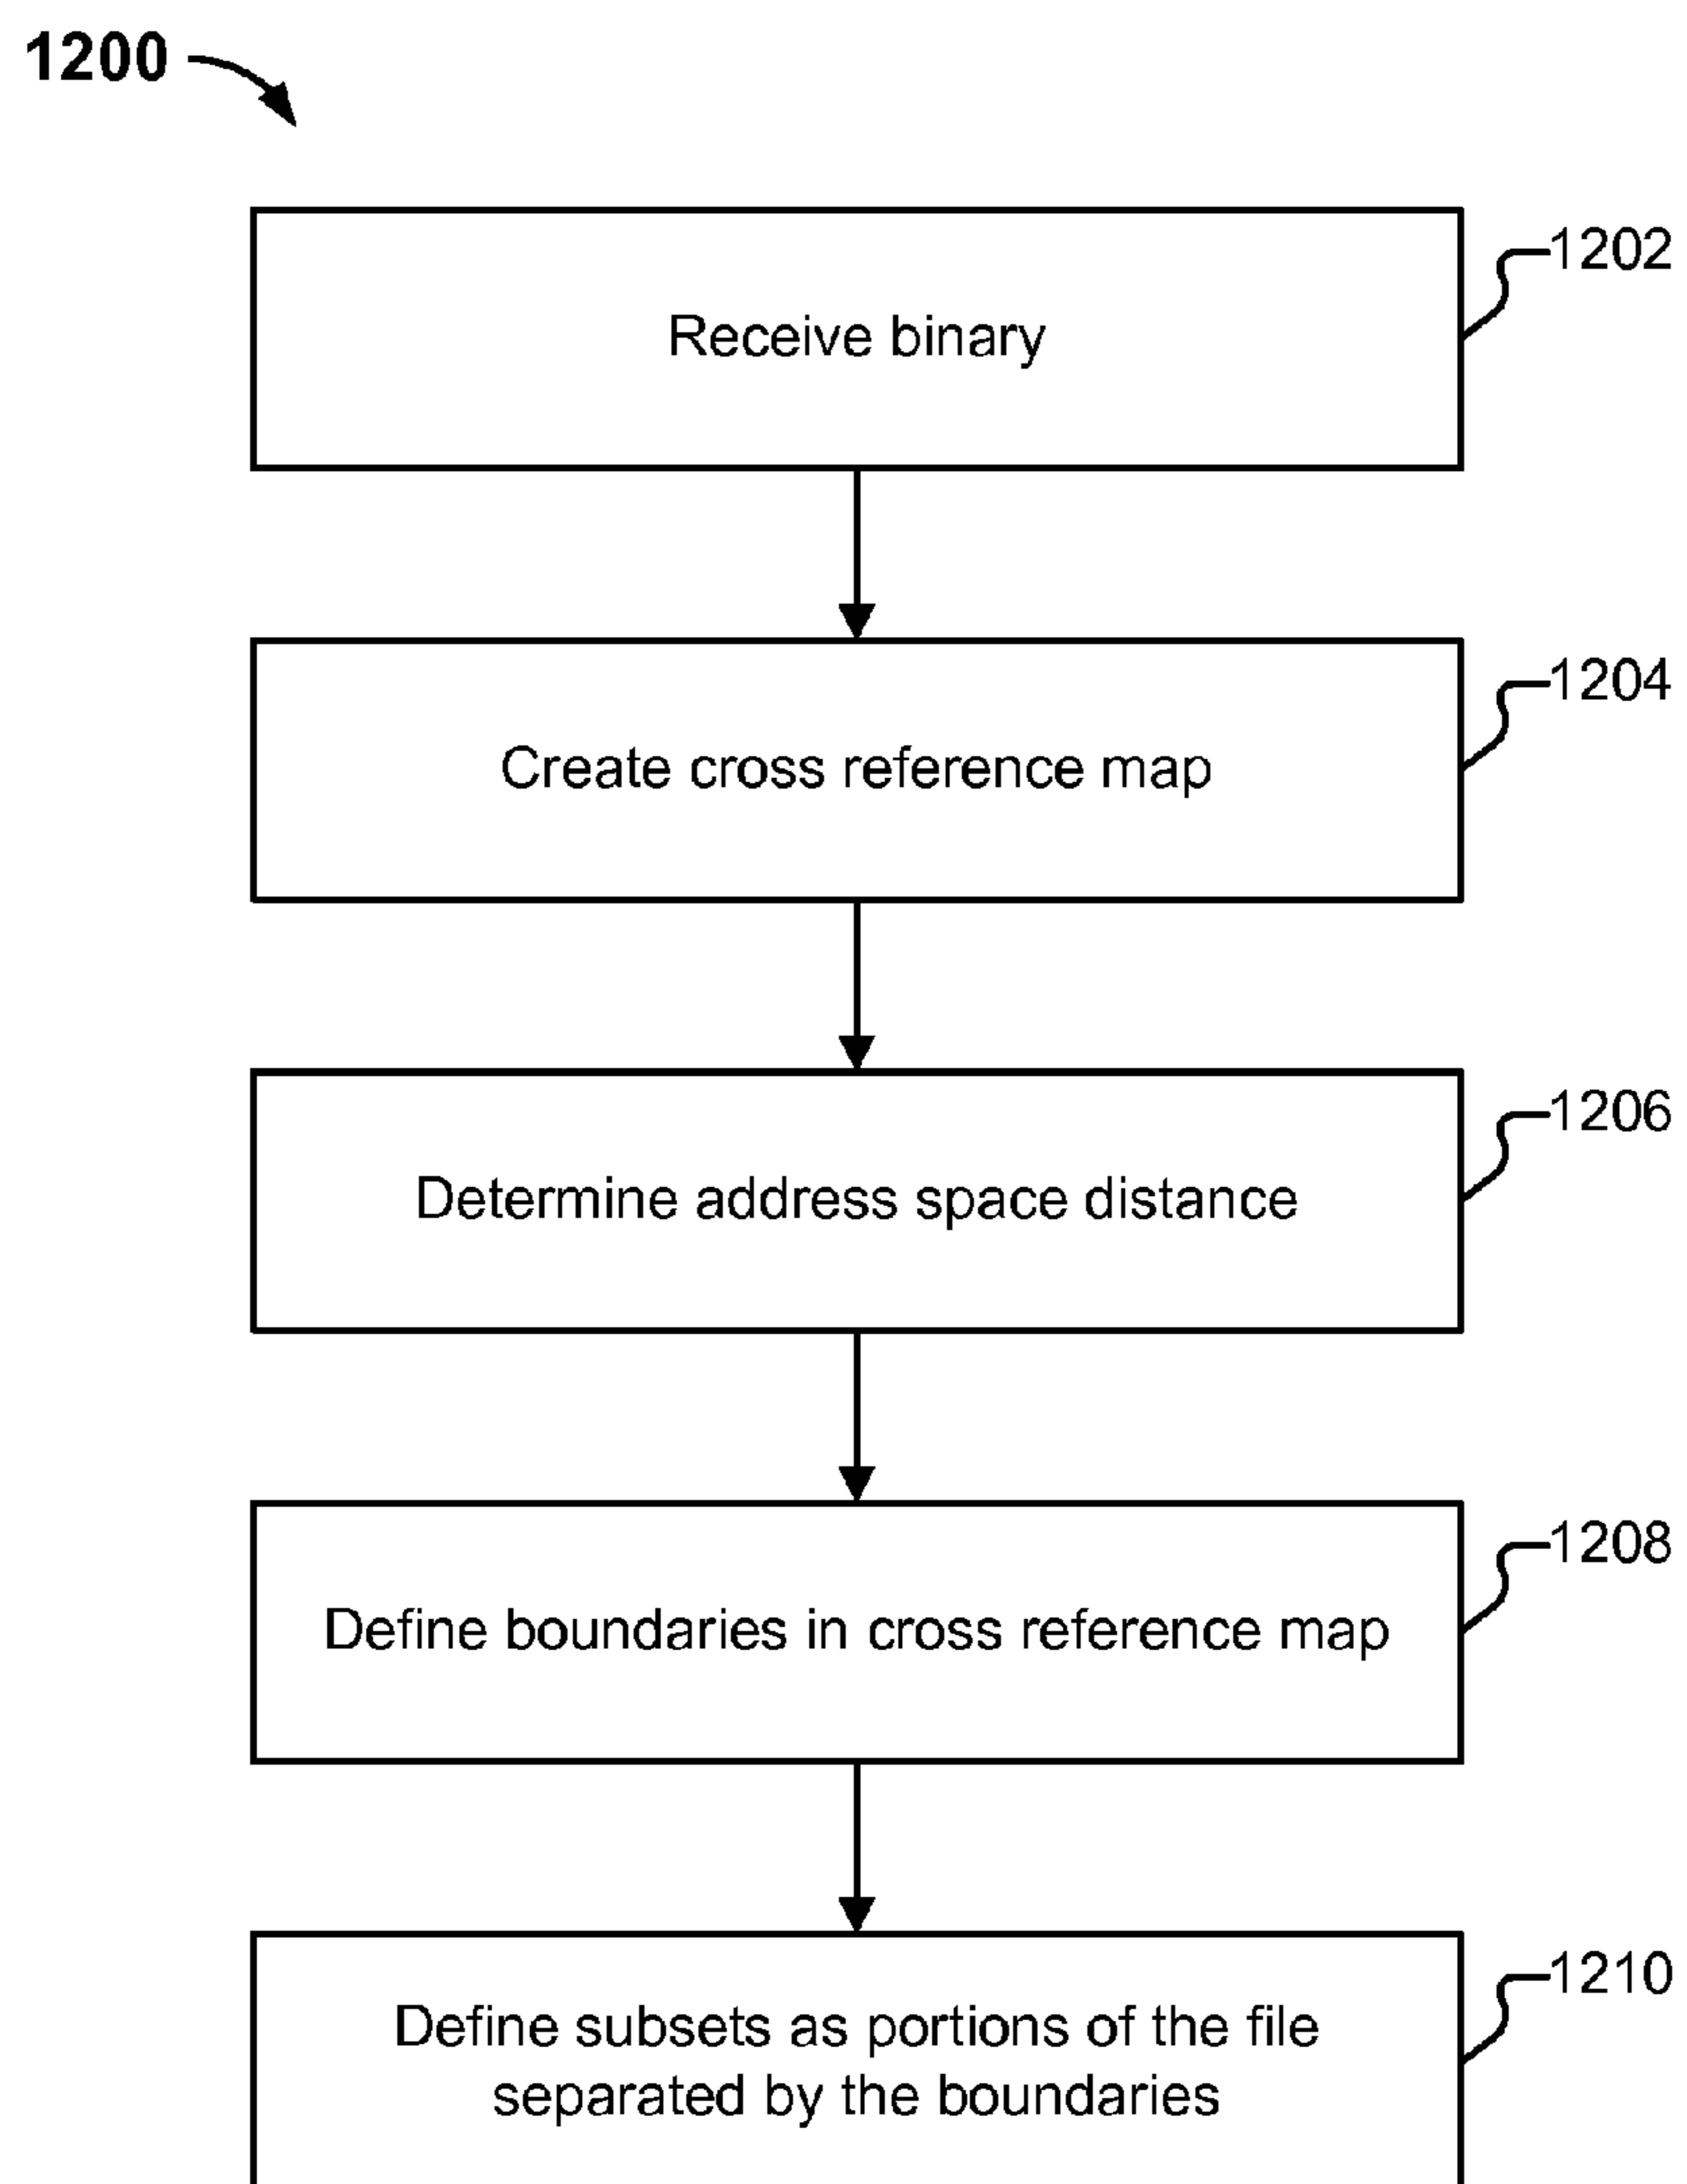 1200
1202
Receive binary
1204
Create cross reference map
1206
Determine address space distance
1208
Define boundaries in cross reference map
1210
Define subsets as portions of the file
separated by the boundaries